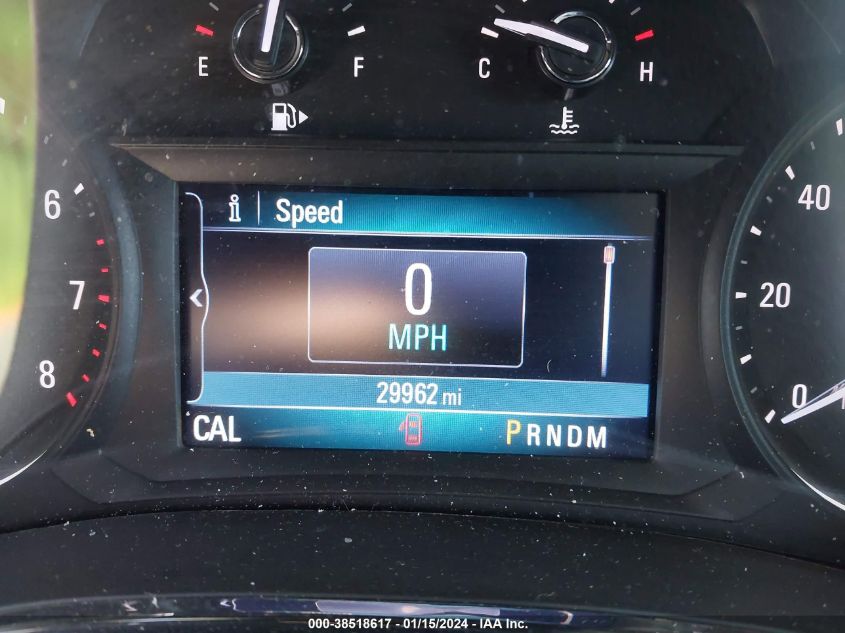 E F C H
6 7 8
i Speed
0
MPH
29962 mi
CAL PRNDM
40
20
0
000-38518617 - 01/15/2024 - IAA Inc.